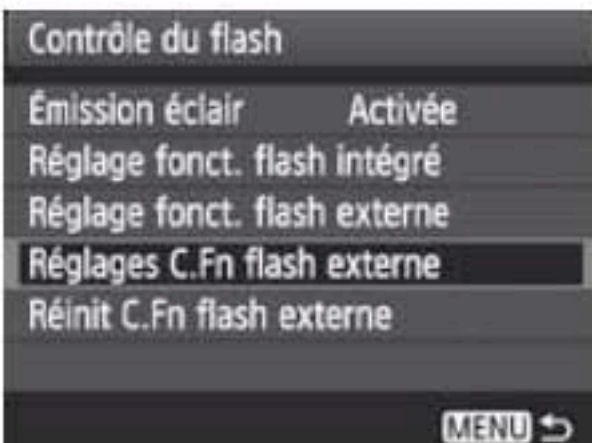 Contrôle du flash
Émission éclair Activée
Réglage fonct. flash intégré
Réglage fonct. flash externe
Réglages C.Fn flash externe
Réinit C.Fn flash externe
MENU